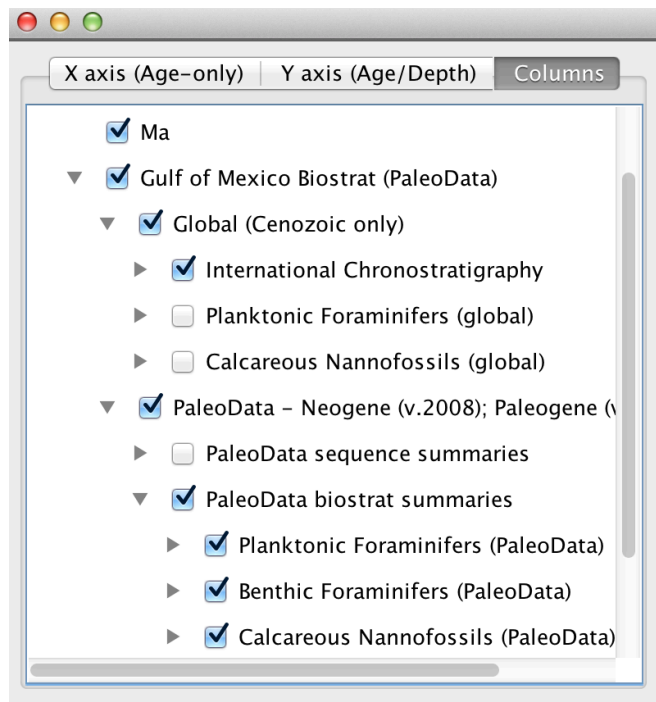 X axis (Age-only) Y axis (Age/Depth) Columns
Ma
Gulf of Mexico Biostrat (PaleoData)
Global (Cenozoic only)
International Chronostratigraphy
Planktonic Foraminifers (global)
Calcareous Nannofossils (global)
PaleoData – Neogene (v.2008); Paleogene (
PaleoData sequence summaries
PaleoData biostrat summaries
Planktonic Foraminifers (PaleoData)
Benthic Foraminifers (PaleoData)
Calcareous Nannofossils (PaleoData)